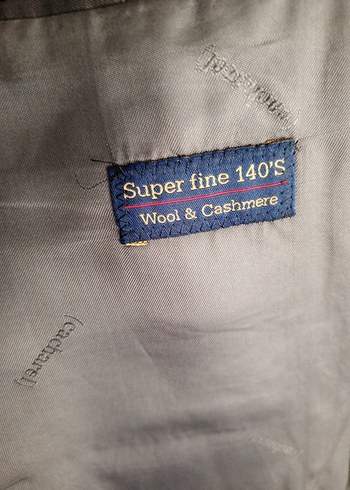 [cacharel]
Super fine 140'S
Wool & Cashmere
[cacharel]